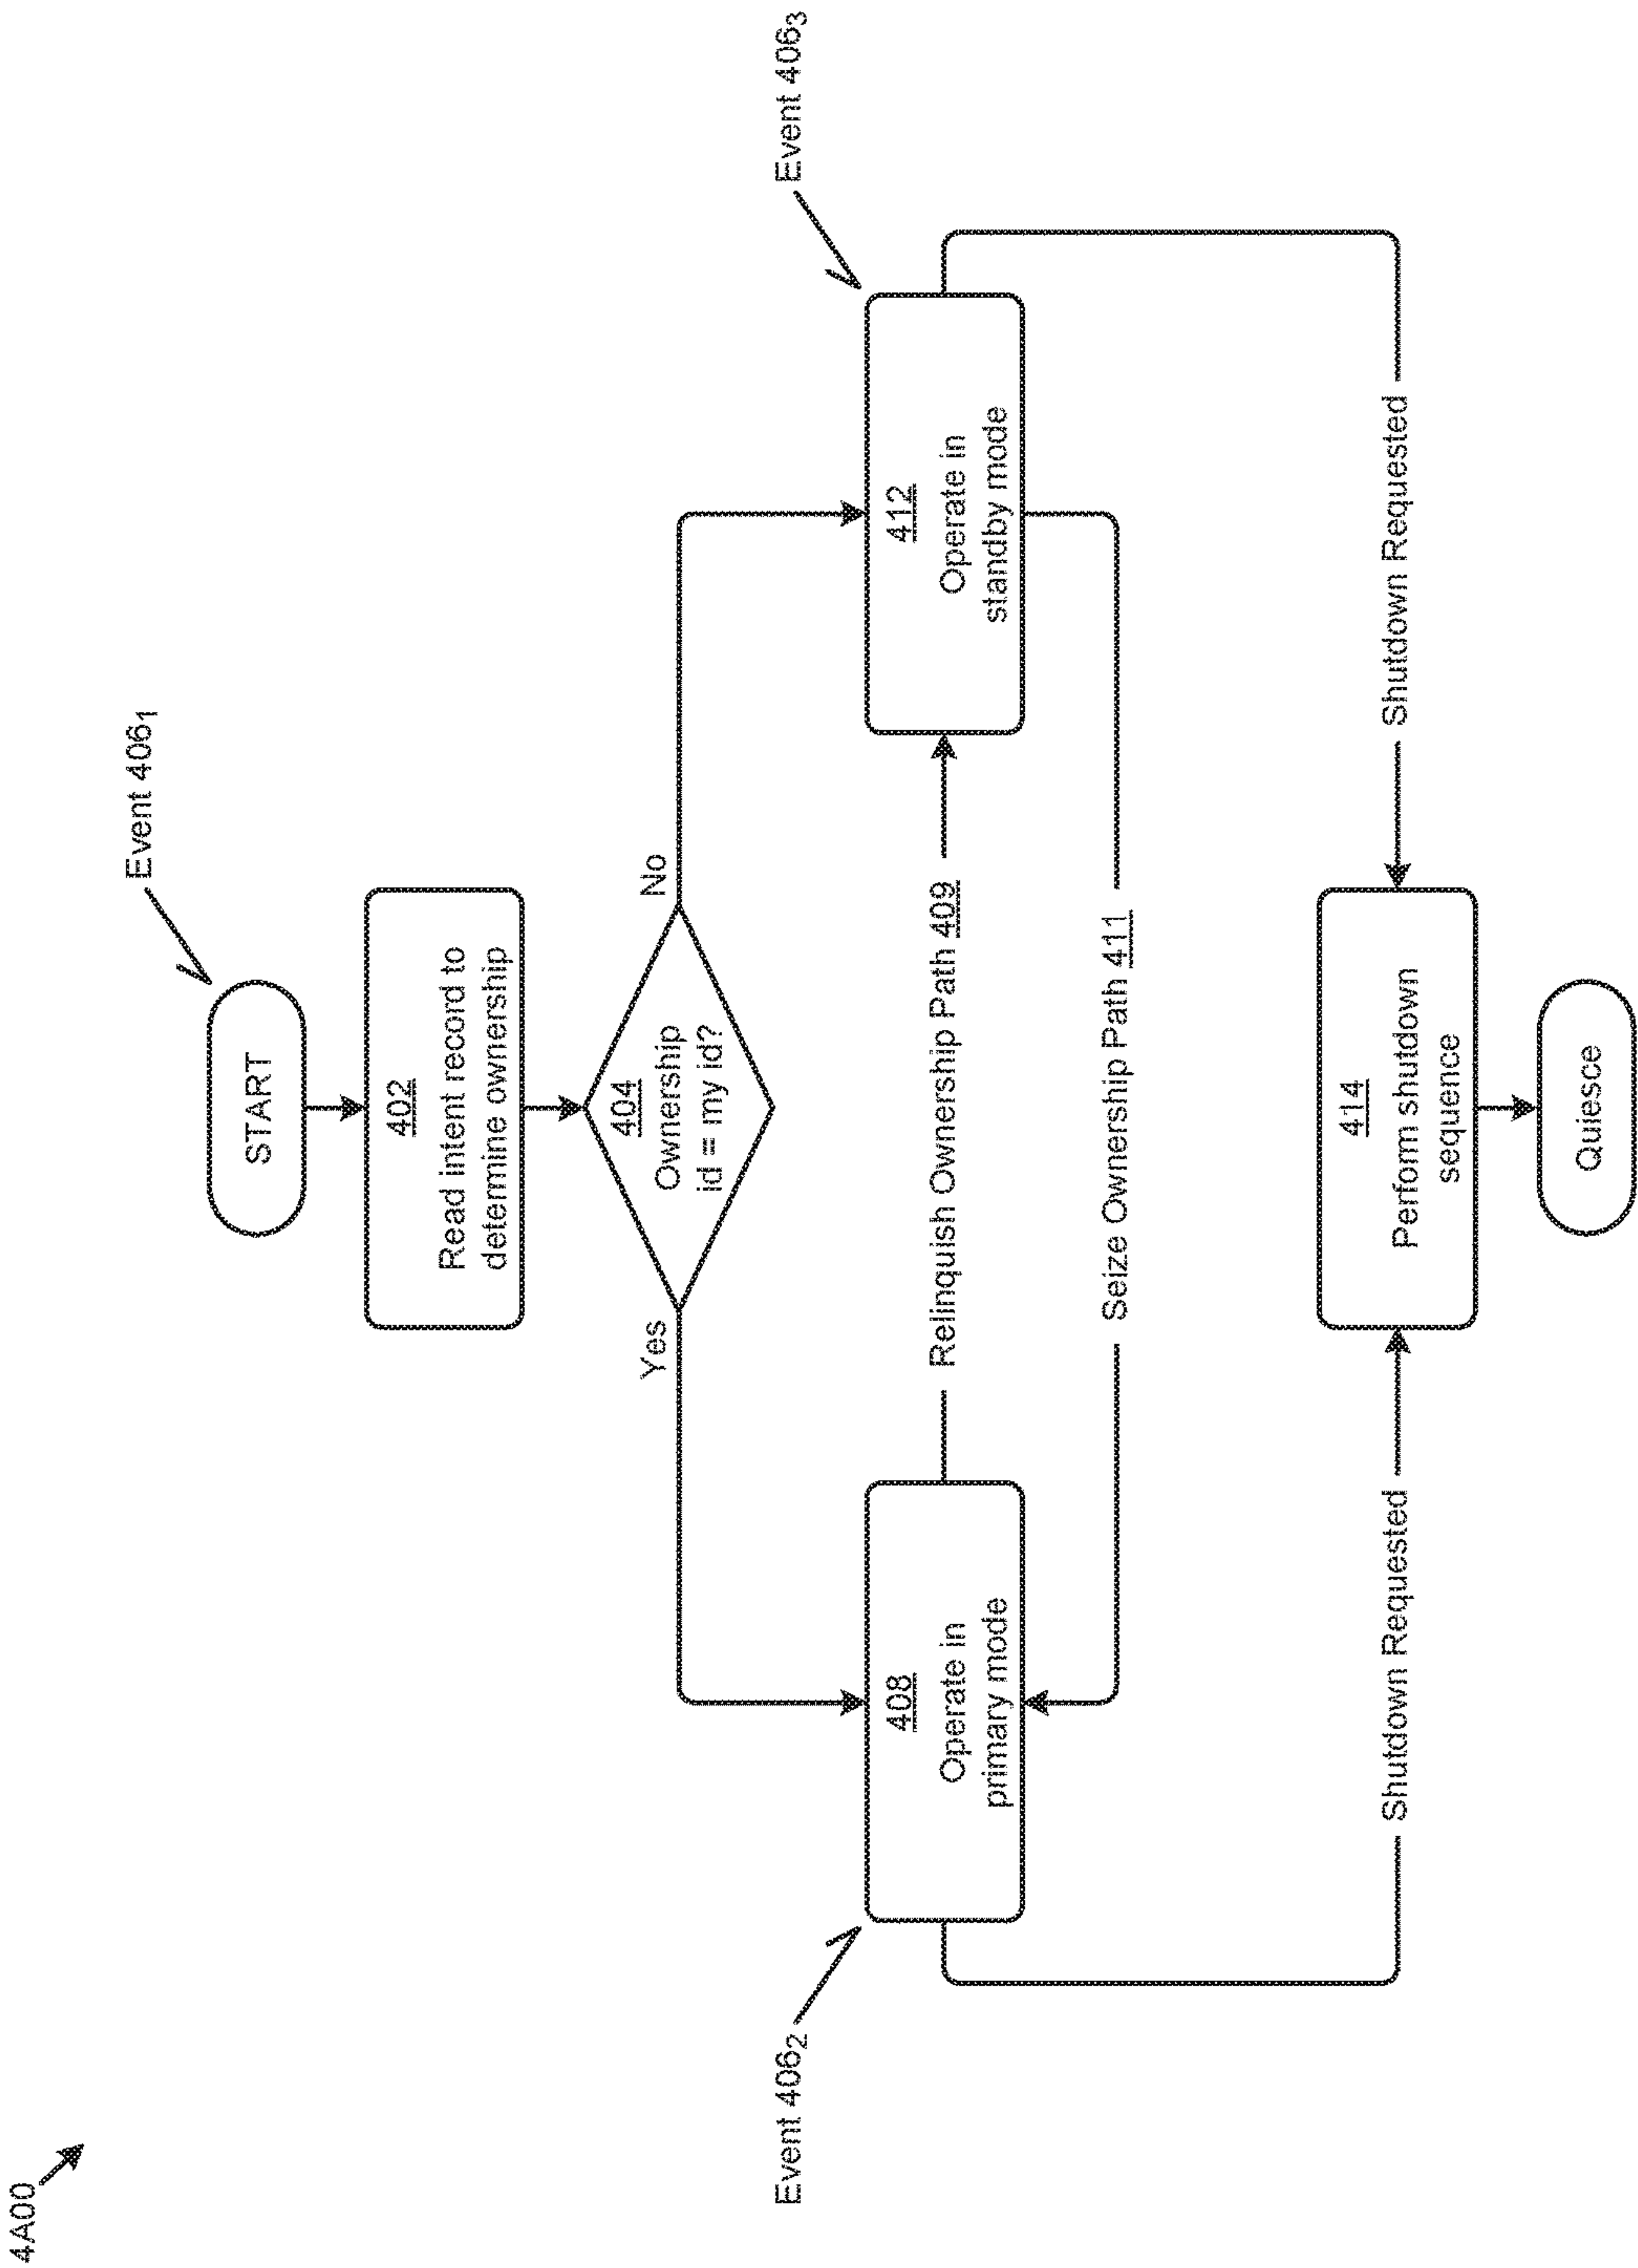 4A00
Event 406₁
START
402
Read intent record to
determine ownership
404
Ownership
id = my id?
Yes
No
Event 406₂
Event 406₃
408
Operate in
primary mode
412
Operate in
standby mode
Relinquish Ownership Path 409
Seize Ownership Path 411
Shutdown Requested
Shutdown Requested
414
Perform shutdown
sequence
Quiesce